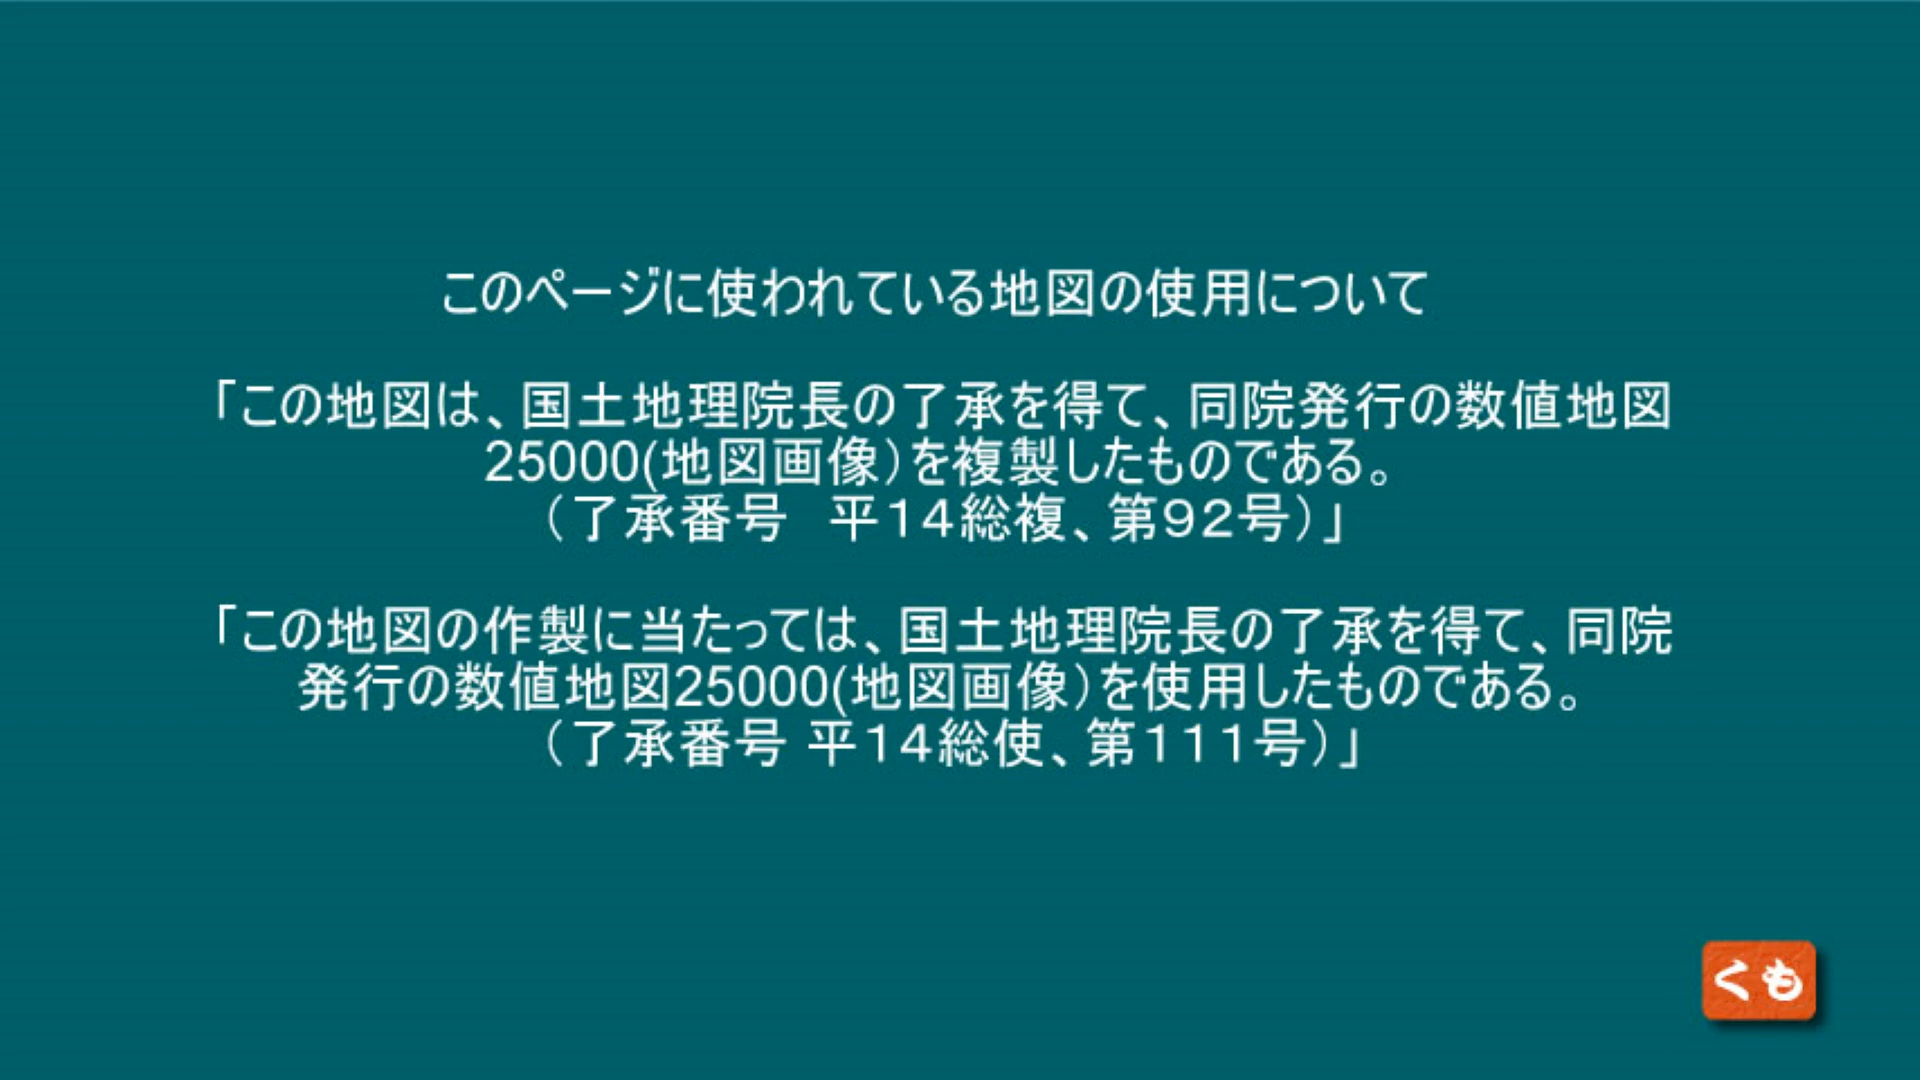 このページに使われている地図の使用について
「この地図は、国土地理院長の了承を得て、同院発行の数値地図
25000(地図画像）を複製したものである。
（了承番号　平１４総複、第９２号）」
「この地図の作製に当たっては、国土地理院長の了承を得て、同院
発行の数値地図25000(地図画像）を使用したものである。
（了承番号 平１４総使、第１１１号）」
くも